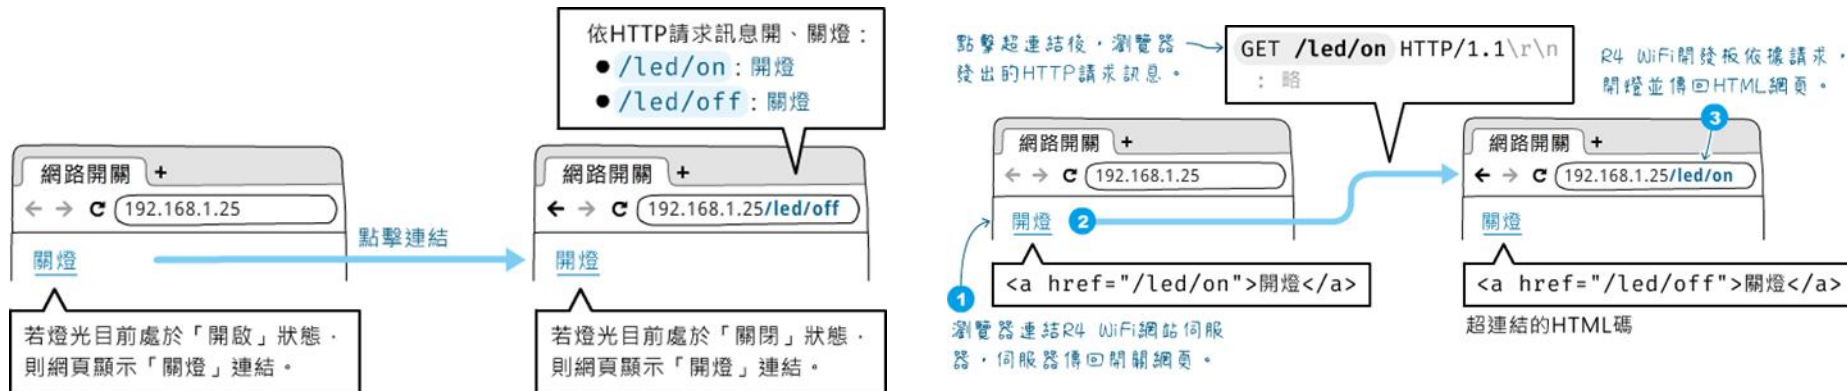 依HTTP請求訊息開、關燈：
● /led/on：開燈
● /led/off：關燈
網路開關 +
192.168.1.25
關燈
點擊連結
網路開關 +
192.168.1.25/led/off
開燈
若燈光目前處於「開啟」狀態，
則網頁顯示「關燈」連結。
若燈光目前處於「關閉」狀態，
則網頁顯示「開燈」連結。
點擊超連結後，瀏覽器
發出的HTTP請求訊息。
GET /led/on HTTP/1.1\r\n
： 略
R4 WiFi開發板依據請求，
開燈並傳回HTML網頁。
3
網路開關 +
192.168.1.25
開燈 2
<a href="/led/on">開燈</a>
1
瀏覽器連結R4 WiFi網站伺服
器，伺服器傳回開關網頁。
網路開關 +
192.168.1.25/led/on
關燈
<a href="/led/off">關燈</a>
超連結的HTML碼